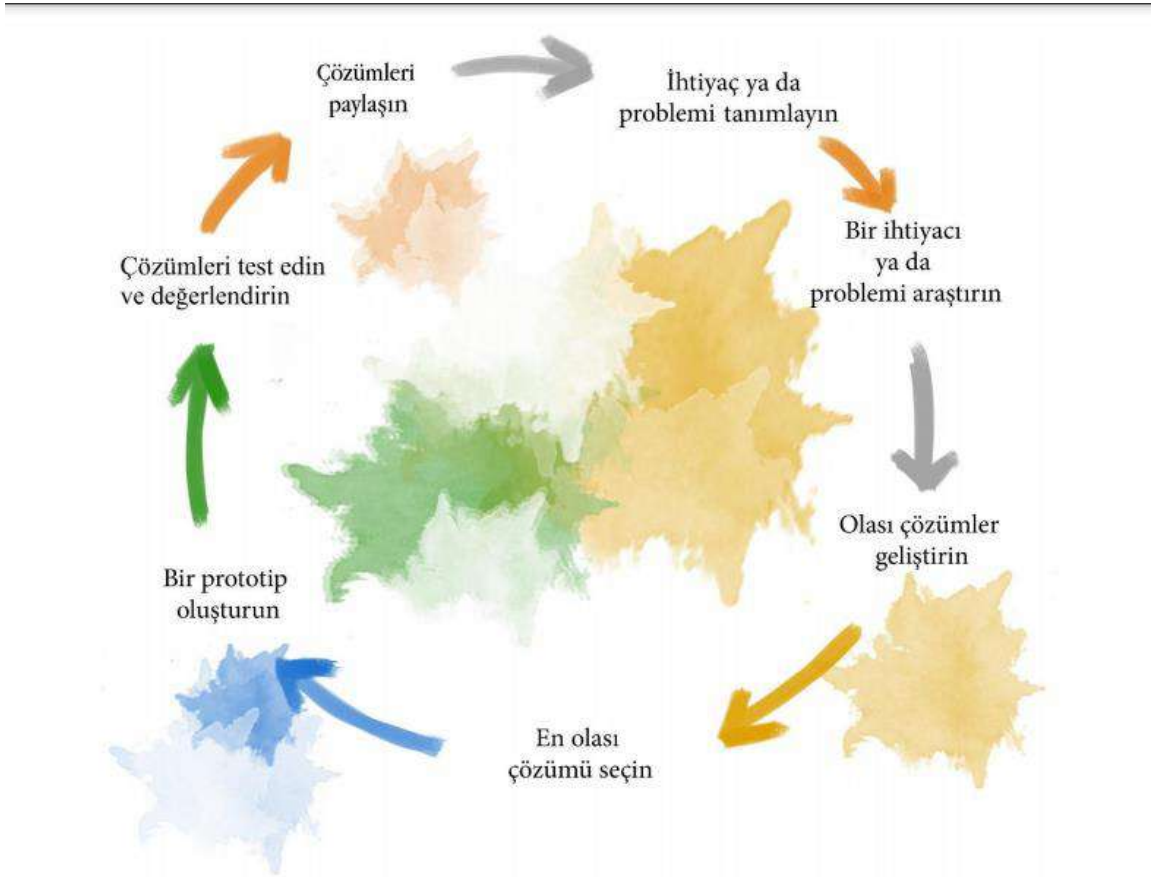 Çözümleri
paylaşın
İhtiyaç ya da
problemi tanımlayın
Bir ihtiyacı
ya da
problemi araştırın
Olası çözümler
geliştirin
En olası
çözümü seçin
Bir prototip
oluşturun
Çözümleri test edin
ve değerlendirin